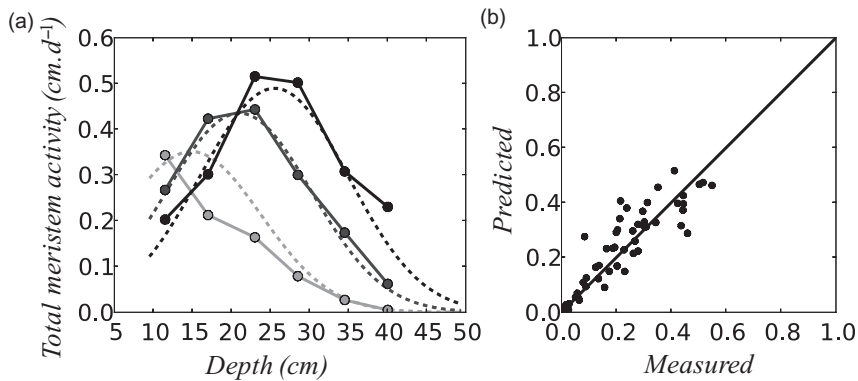 (a)
Total meristem activity (cm.d⁻¹)
0.6
0.5
0.4
0.3
0.2
0.1
0.0
5 10 15 20 25 30 35 40 45 50
Depth (cm)
(b)
Predicted
1.0
0.8
0.6
0.4
0.2
0.0
0.0 0.2 0.4 0.6 0.8 1.0
Measured